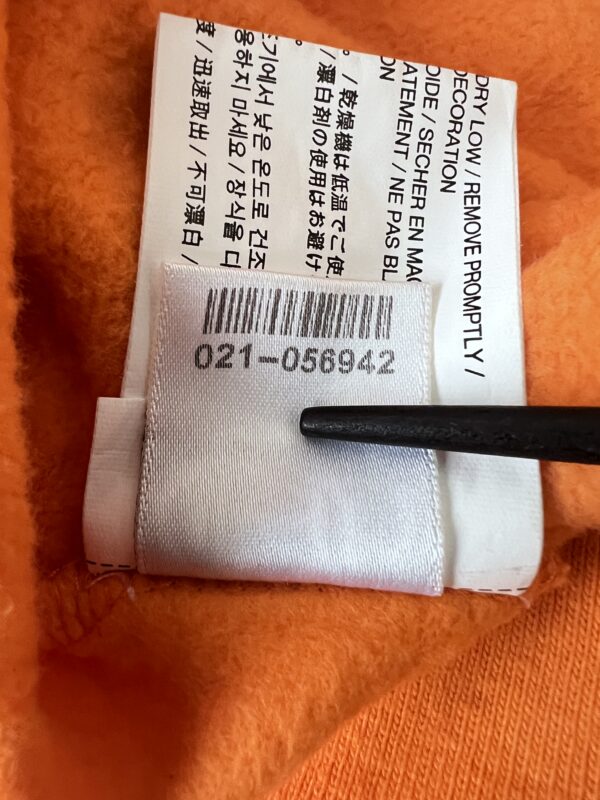 DRY LOW / REMOVE PROMPTLY /
DECORATION
OIDE / SECHER EN MAC
ATEMENT / NE PAS BL
ON
。/ 乾燥機は低温でご使
/ 漂白剤の使用はお避け
기에서 낮은 온도로 건조
용하지 마세요 / 장식을 다
度 / 迅速取出 / 不可漂白 /
021-056942